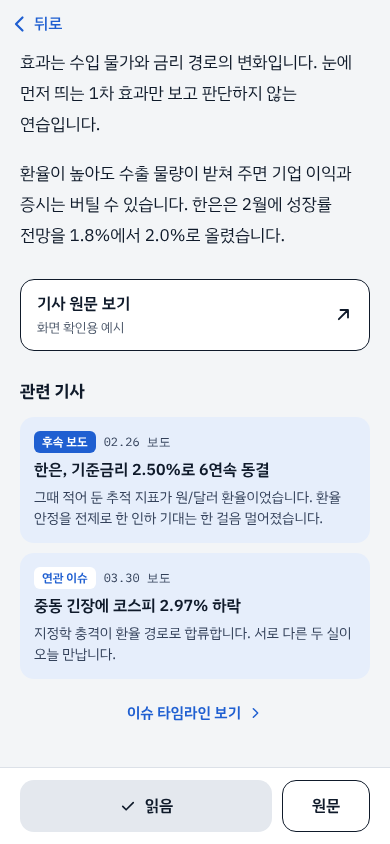 뒤로
효과는 수입 물가와 금리 경로의 변화입니다. 눈에
먼저 띄는 1차 효과만 보고 판단하지 않는
연습입니다.
환율이 높아도 수출 물량이 받쳐 주면 기업 이익과
증시는 버틸 수 있습니다. 한은은 2월에 성장률
전망을 1.8%에서 2.0%로 올렸습니다.
기사 원문 보기
화면 확인용 예시
관련 기사
후속 보도 02.26 보도
한은, 기준금리 2.50%로 6연속 동결
그때 적어 둔 추적 지표가 원/달러 환율이었습니다. 환율
안정을 전제로 한 인하 기대는 한 걸음 멀어졌습니다.
연관 이슈 03.30 보도
중동 긴장에 코스피 2.97% 하락
지정학 충격이 환율 경로로 합류합니다. 서로 다른 두 실이
오늘 만납니다.
이슈 타임라인 보기
읽음
원문